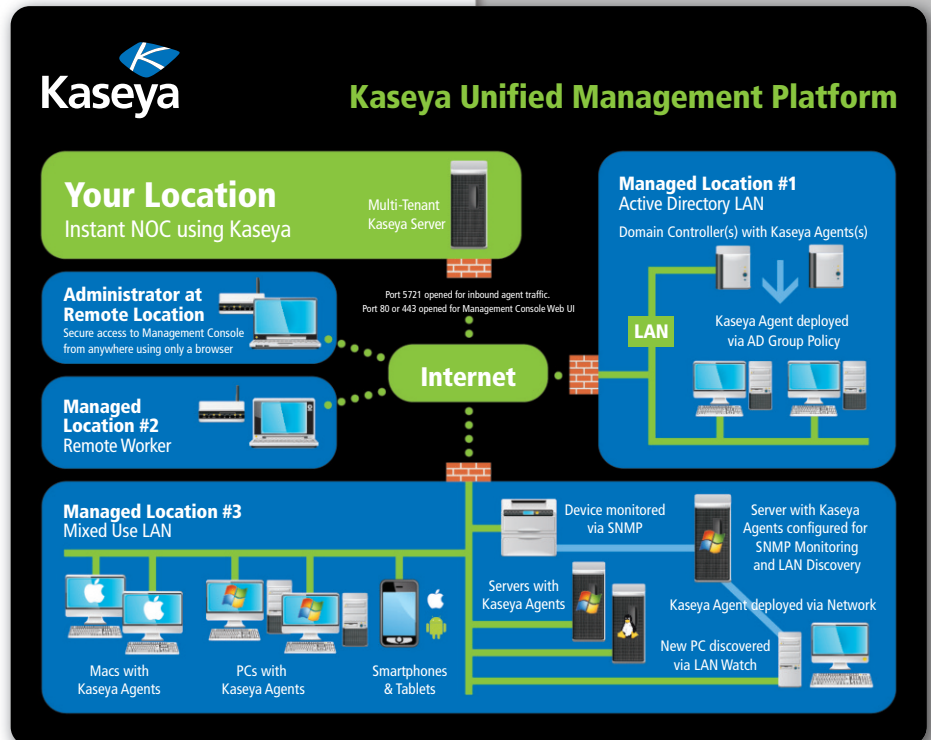 Kaseya
Kaseya Unified Management Platform
Your Location
Instant NOC using Kaseya
Multi-Tenant
Kaseya Server
Port 5721 opened for inbound agent traffic.
Port 80 or 443 opened for Management Console Web UI
Administrator at
Remote Location
Secure access to Management Console
from anywhere using only a browser
Managed
Location #2
Remote Worker
Internet
Managed Location #1
Active Directory LAN
Domain Controller(s) with Kaseya Agents(s)
LAN
Kaseya Agent deployed
via AD Group Policy
Managed Location #3
Mixed Use LAN
Macs with
Kaseya Agents
PCs with
Kaseya Agents
Smartphones
& Tablets
Device monitored
via SNMP
Server with Kaseya
Agents configured for
SNMP Monitoring
and LAN Discovery
Servers with
Kaseya Agents
Kaseya Agent deployed via Network
New PC discovered
via LAN Watch